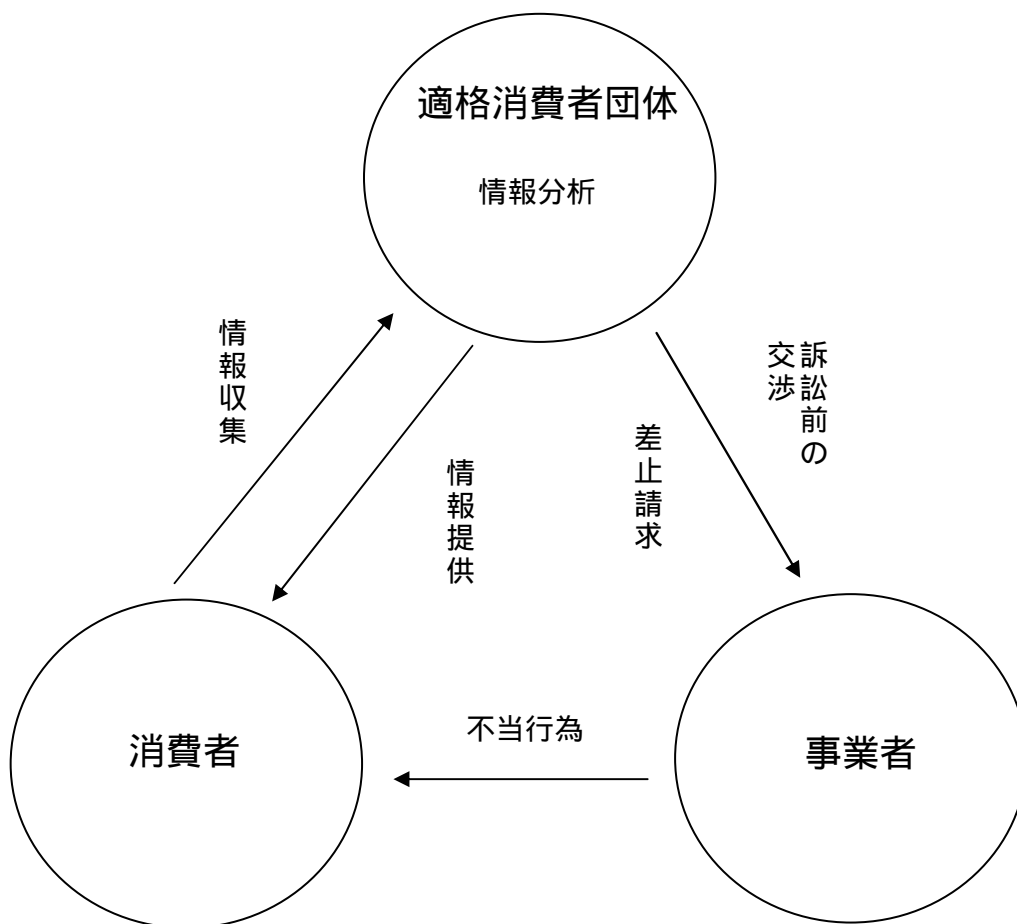 適格消費者団体
情報分析
情報収集
情報提供
差止請求
訴訟前の
交渉
消費者
不当行為
事業者